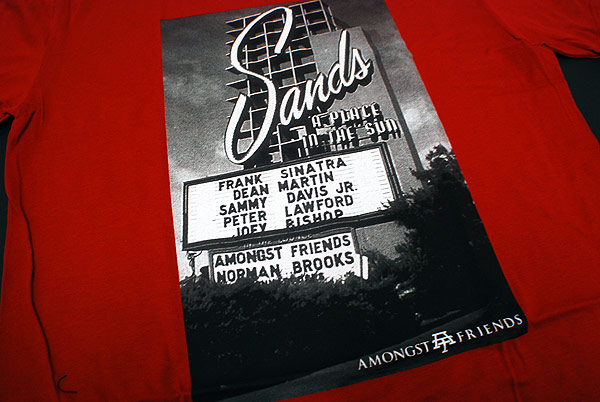 Sands
A PLACE
IN THE SUN
FRANK SINATRA
DEAN MARTIN
SAMMY DAVIS JR.
PETER LAWFORD
JOEY BISHOP
AMONGST FRIENDS
NORMAN BROOKS
AMONGST AF FRIENDS